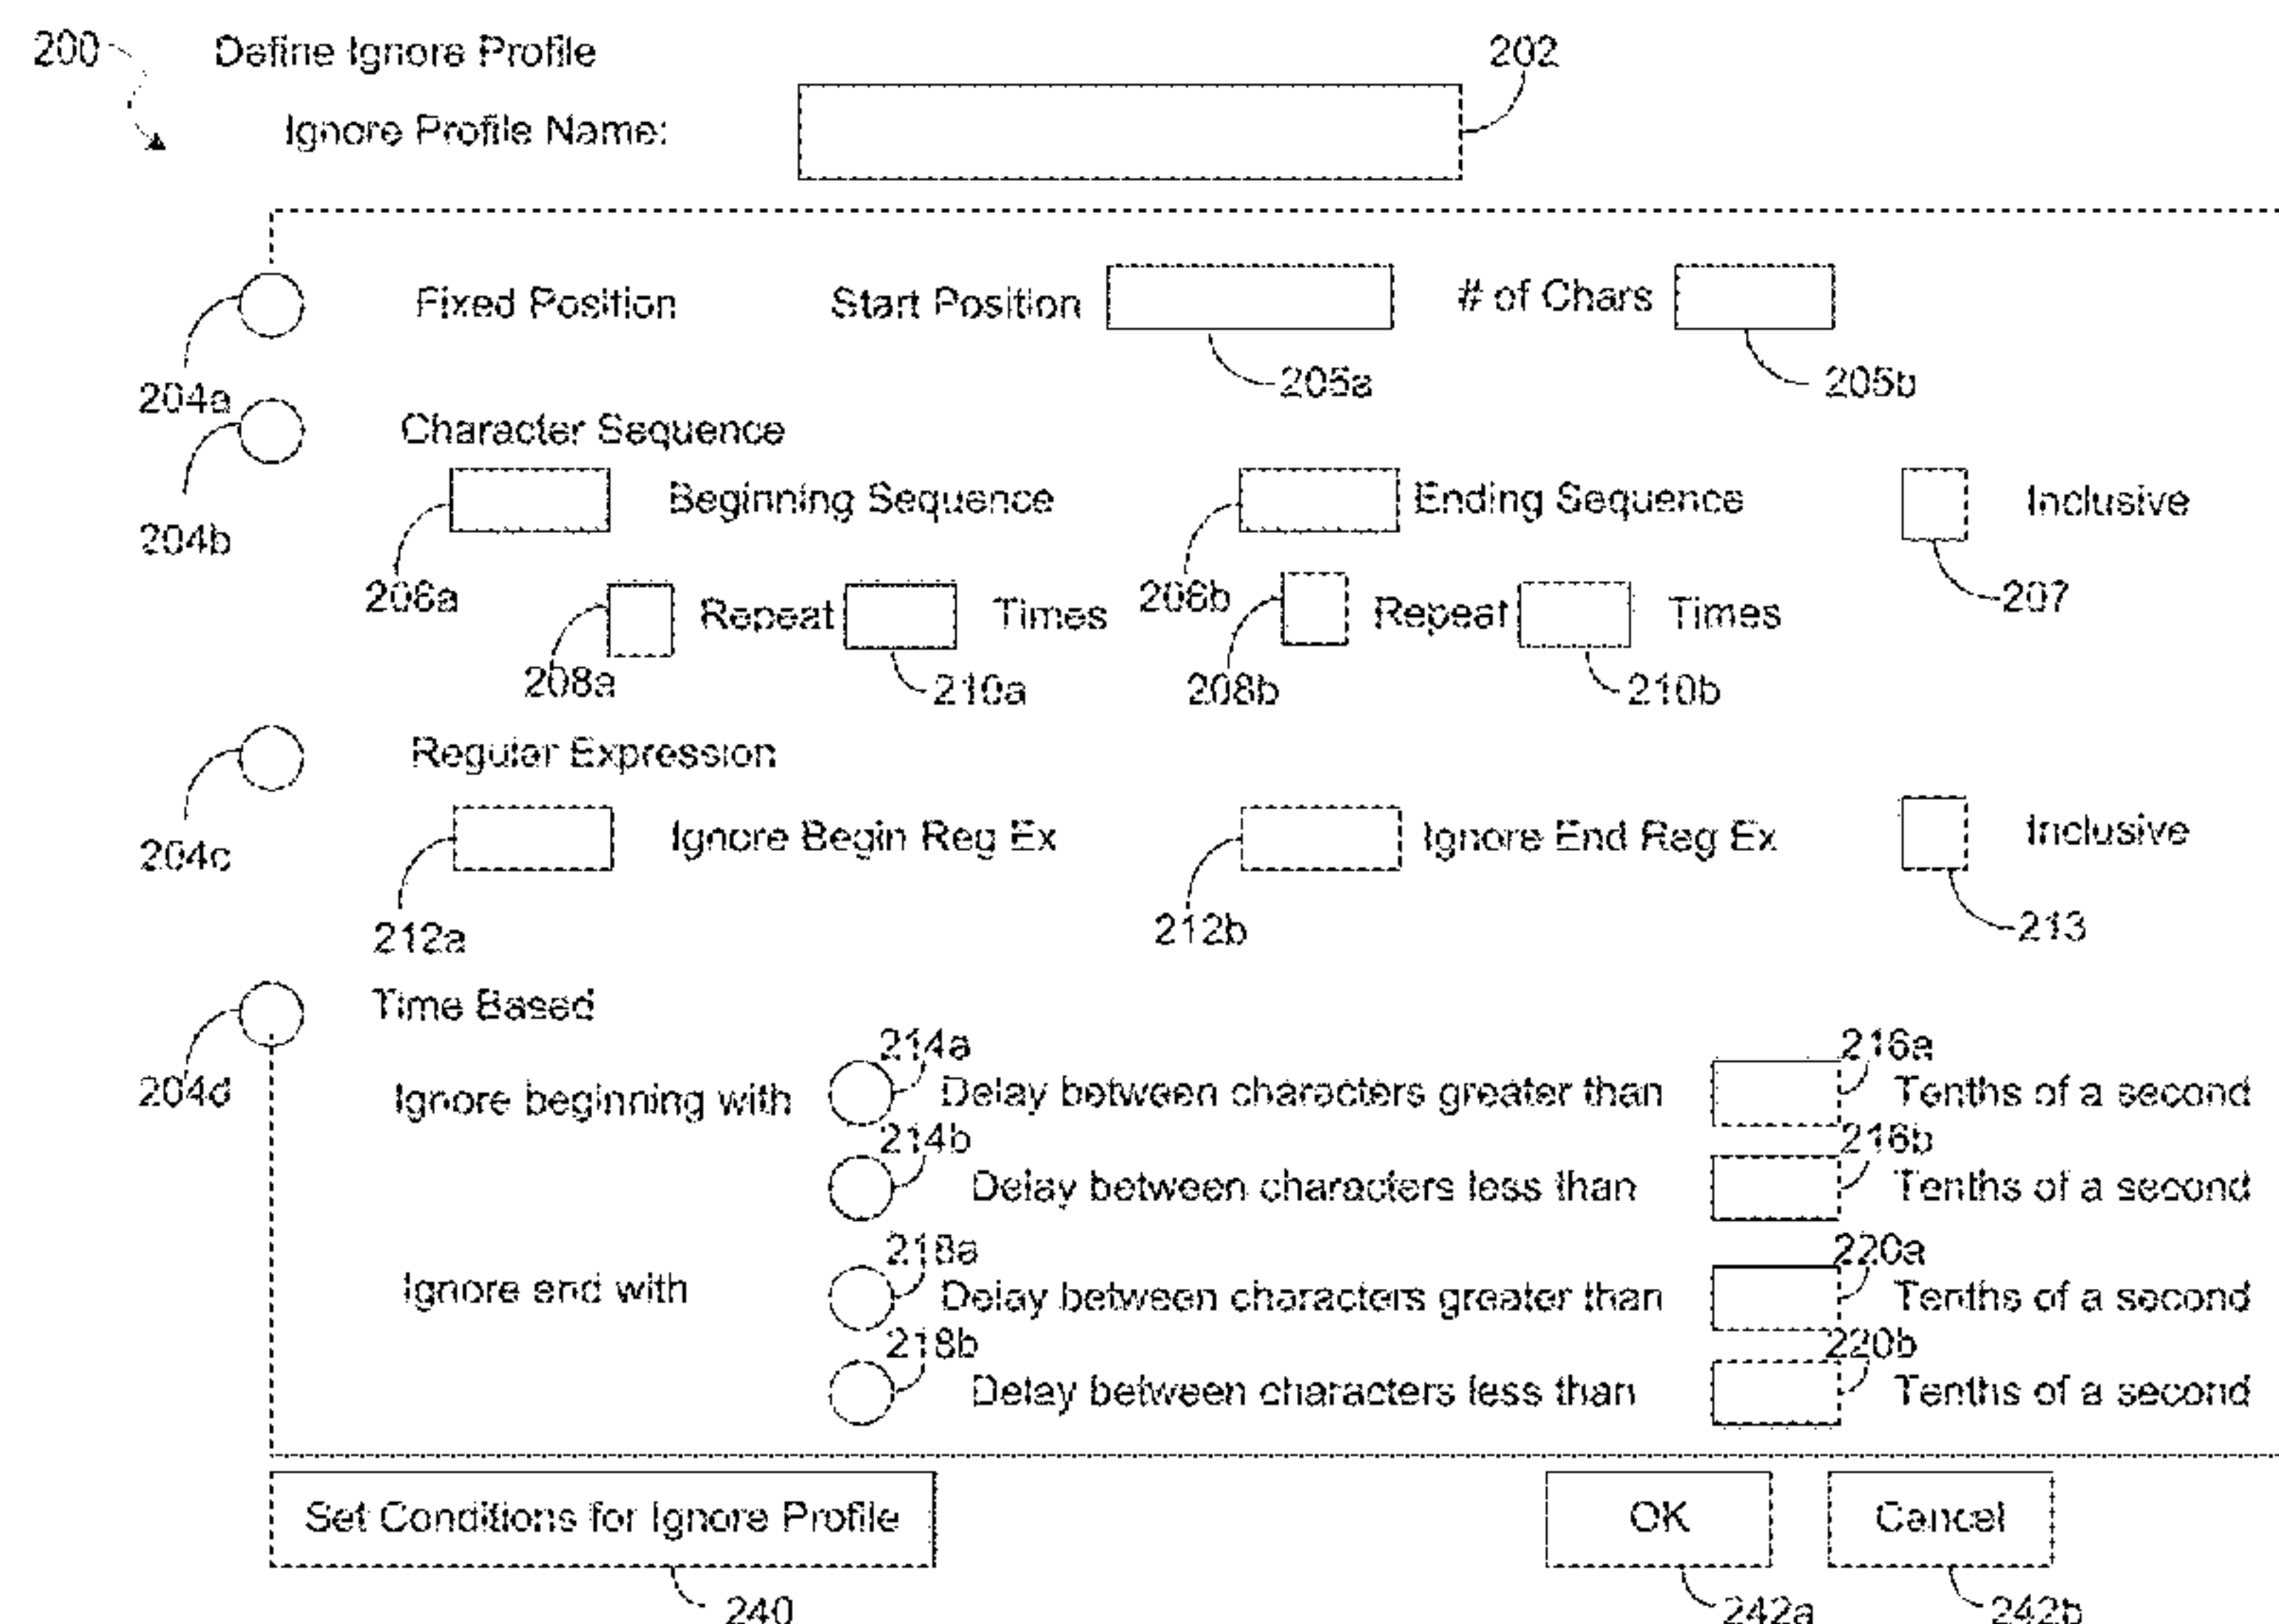 200 Define Ignore Profile 202
Ignore Profile Name:
Fixed Position Start Position # of Chars
204a 205a 205b
Character Sequence
204b Beginning Sequence Ending Sequence Inclusive
206a Repeat Times 206b Repeat Times 207
208a 210a 208b 210b
Regular Expression
204c Ignore Begin Reg Ex Ignore End Reg Ex Inclusive
212a 212b 213
Time Based
214a 216a
204d Ignore beginning with Delay between characters greater than Tenths of a second
214b 216b
Delay between characters less than Tenths of a second
218a 220a
Ignore end with Delay between characters greater than Tenths of a second
218b 220b
Delay between characters less than Tenths of a second
Set Conditions for Ignore Profile OK Cancel
240 242a 242b